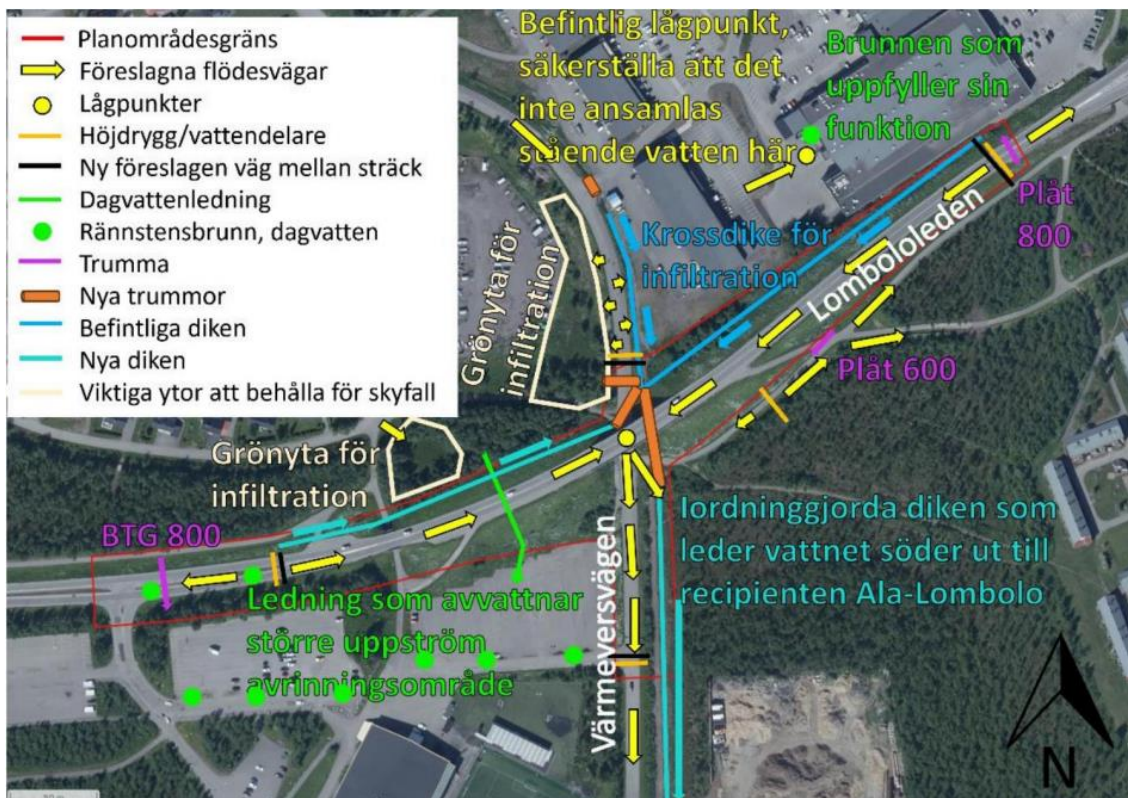 Planområdesgräns
Föreslagna flödesvägar
Lågpunkter
Höjdrygg/vattendelare
Ny föreslagen väg mellan sträck
Dagvattenledning
Rännstensbrunn, dagvatten
Trumma
Nya trummor
Befintliga diken
Nya diken
Viktiga ytor att behålla för skyfall
Befintlig lågpunkt,
säkerställa att det
inte ansamlas
stående vatten här
Brunnen som
uppfyller sin
funktion
Plåt
800
Krossdike för
infiltration
Lombololeden
Grönyta för
infiltration
Plåt 600
Grönyta för
infiltration
BTG 800
Iordninggjorda diken som
leder vattnet söder ut till
recipienten Ala-Lombolo
Ledning som avvattnar
större uppström
avrinningsområde
Värmeversvägen
N